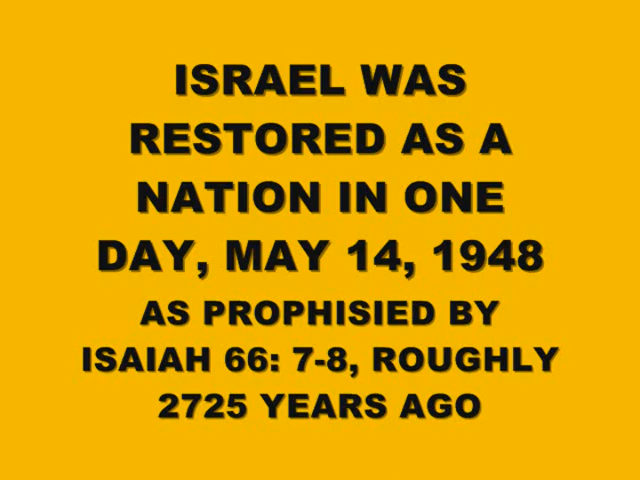 ISRAEL WAS
RESTORED AS A
NATION IN ONE
DAY, MAY 14, 1948
AS PROPHISIED BY
ISAIAH 66: 7-8, ROUGHLY
2725 YEARS AGO